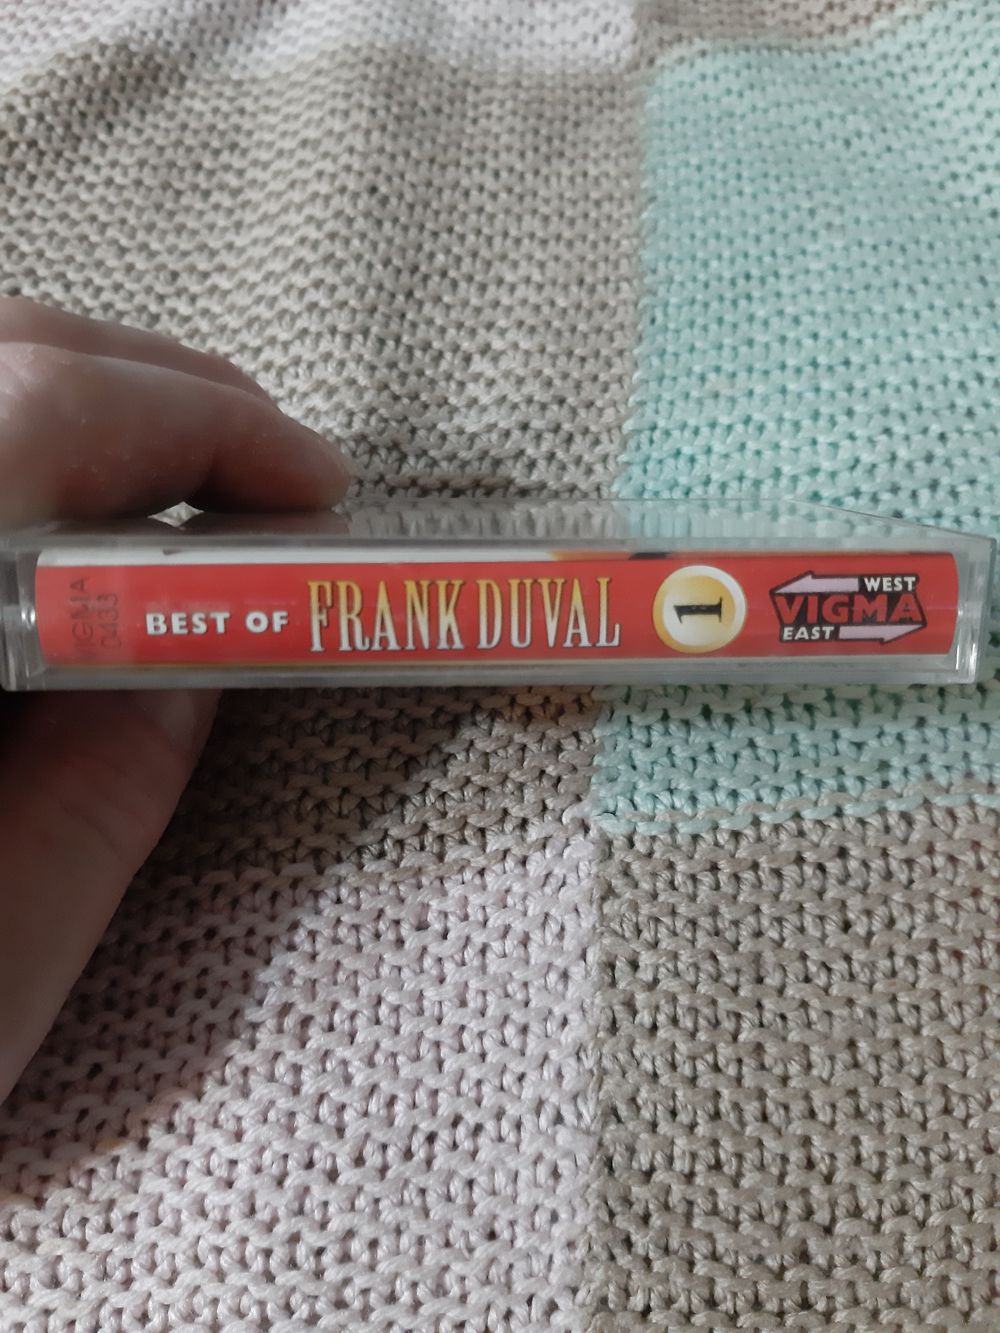 VIGMA
0433
BEST OF FRANK DUVAL
1
WEST
VIGMA
EAST